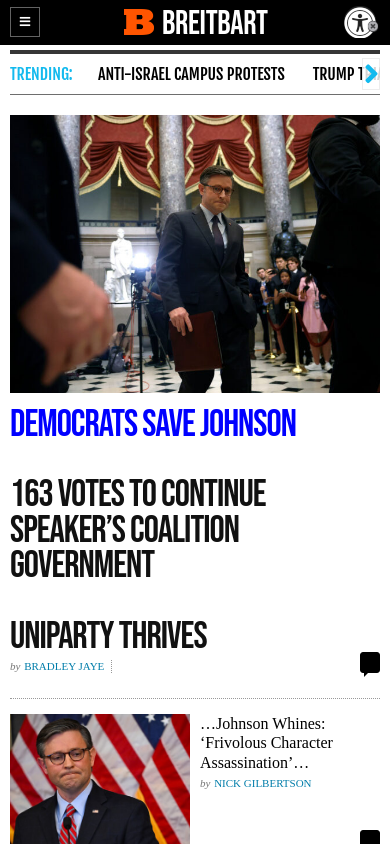 BREITBART
TRENDING: ANTI-ISRAEL CAMPUS PROTESTS TRUMP
DEMOCRATS SAVE JOHNSON
163 VOTES TO CONTINUE
SPEAKER’S COALITION
GOVERNMENT
UNIPARTY THRIVES
by BRADLEY JAYE
…Johnson Whines:
‘Frivolous Character
Assassination’…
by NICK GILBERTSON